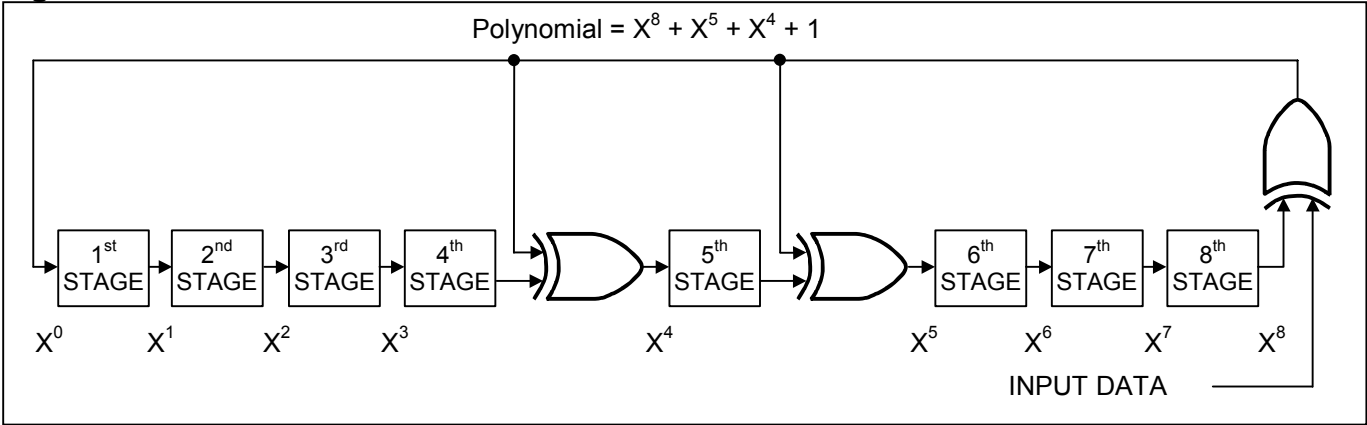 Polynomial = X⁸ + X⁵ + X⁴ + 1
1st STAGE
2nd STAGE
3rd STAGE
4th STAGE
5th STAGE
6th STAGE
7th STAGE
8th STAGE
X⁰ X¹ X² X³ X⁴ X⁵ X⁶ X⁷ X⁸
INPUT DATA